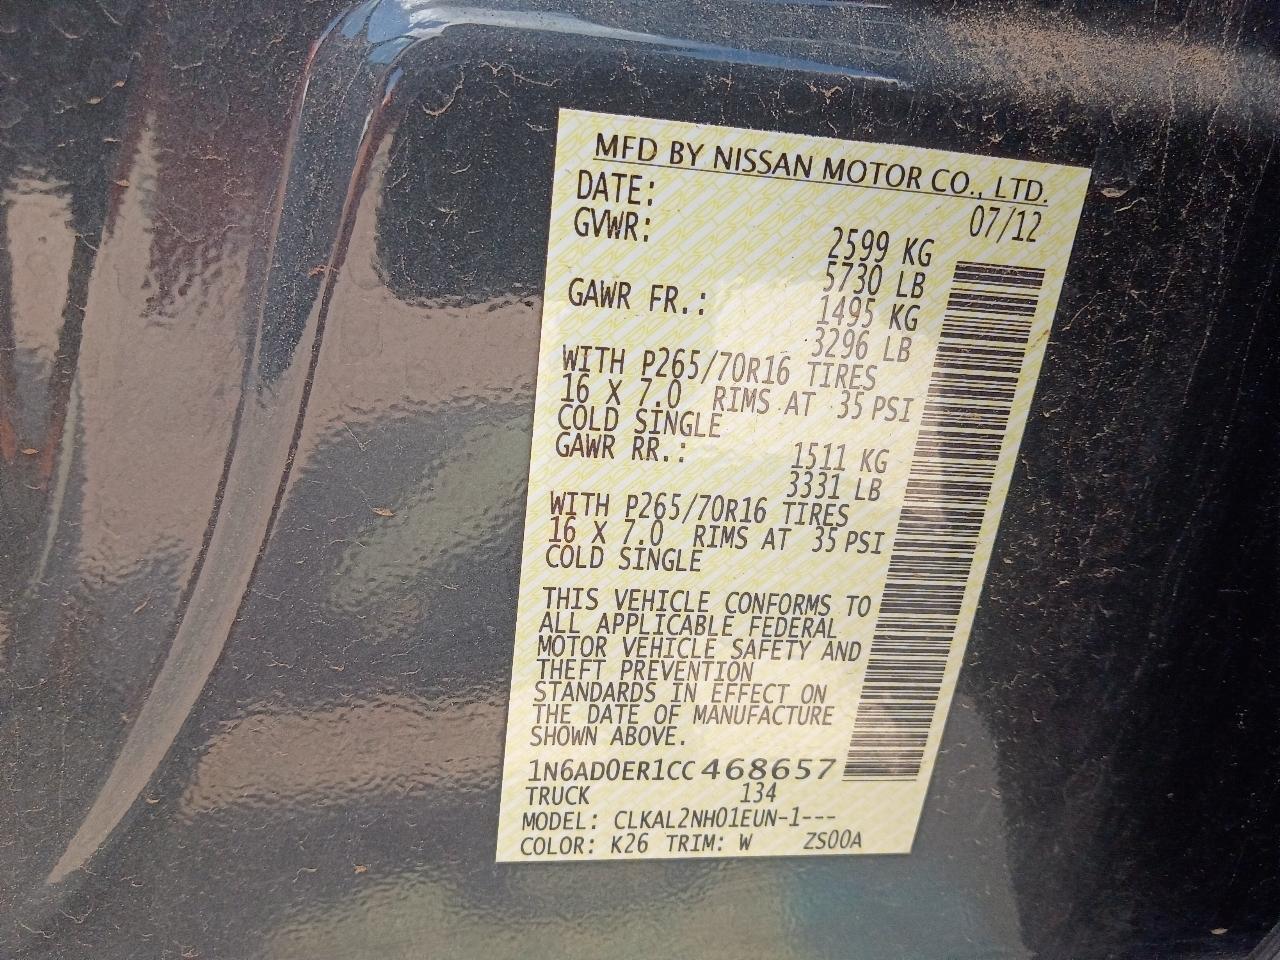 MFD BY NISSAN MOTOR CO., LTD.
DATE: 07/12
GVWR: 2599 KG
5730 LB
GAWR FR.: 1495 KG
3296 LB
WITH P265/70R16 TIRES
16 X 7.0 RIMS AT 35 PSI
COLD SINGLE
GAWR RR.: 1511 KG
3331 LB
WITH P265/70R16 TIRES
16 X 7.0 RIMS AT 35 PSI
COLD SINGLE
THIS VEHICLE CONFORMS TO
ALL APPLICABLE FEDERAL
MOTOR VEHICLE SAFETY AND
THEFT PREVENTION
STANDARDS IN EFFECT ON
THE DATE OF MANUFACTURE
SHOWN ABOVE.
1N6AD0ER1CC468657
TRUCK 134
MODEL: CLKAL2NH01EUN-1---
COLOR: K26 TRIM: W ZS00A